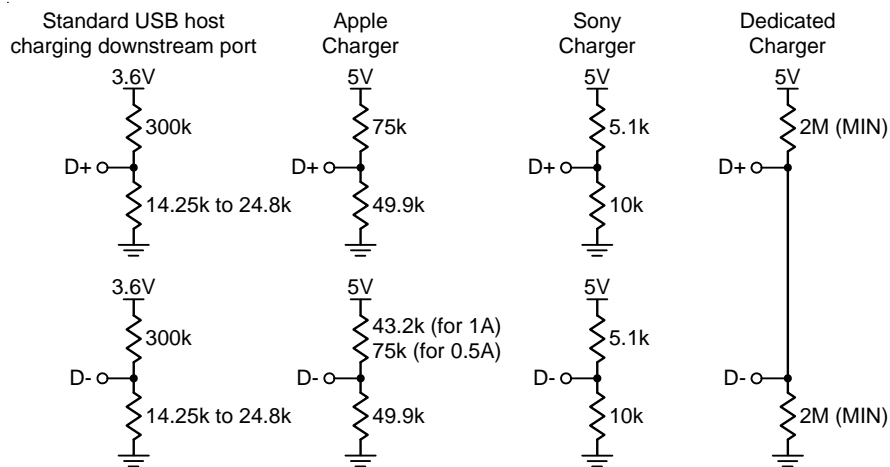 Standard USB host
charging downstream port
3.6V
300k
D+
14.25k to 24.8k
3.6V
300k
D-
14.25k to 24.8k
Apple
Charger
5V
75k
D+
49.9k
5V
43.2k (for 1A)
75k (for 0.5A)
D-
49.9k
Sony
Charger
5V
5.1k
D+
10k
5V
5.1k
D-
10k
Dedicated
Charger
5V
2M (MIN)
D+
D-
2M (MIN)